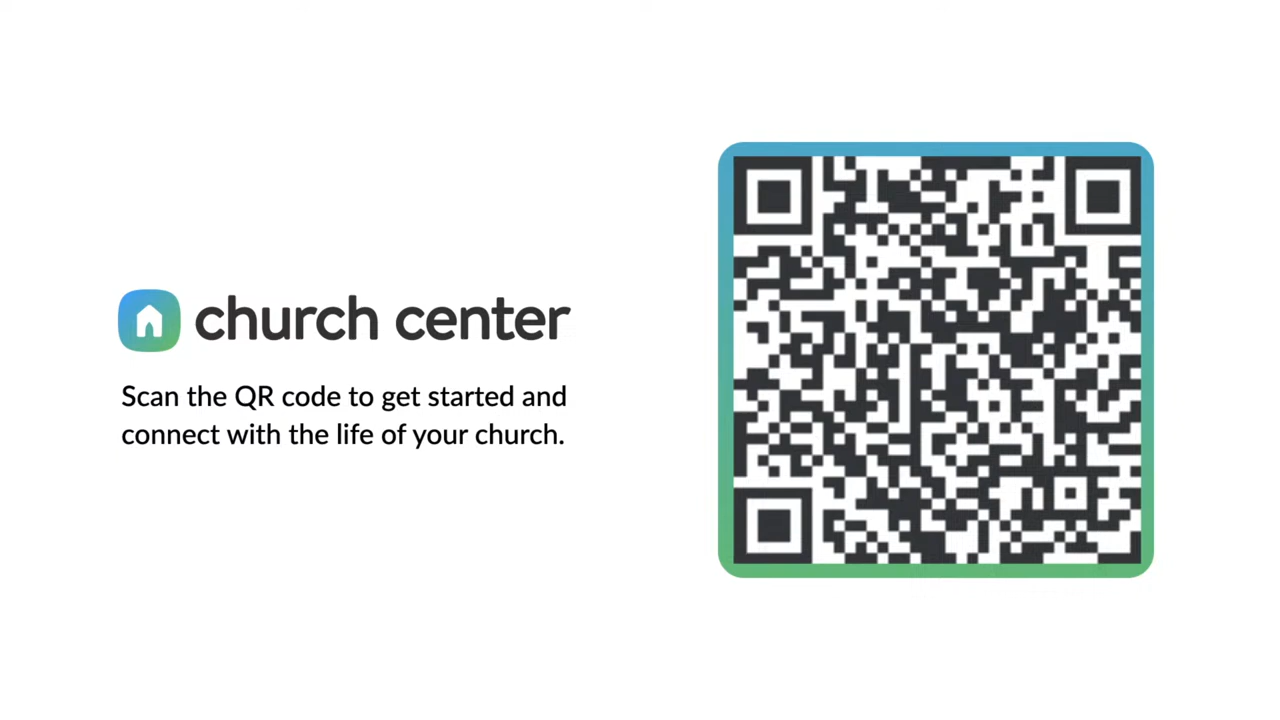 church center
Scan the QR code to get started and
connect with the life of your church.